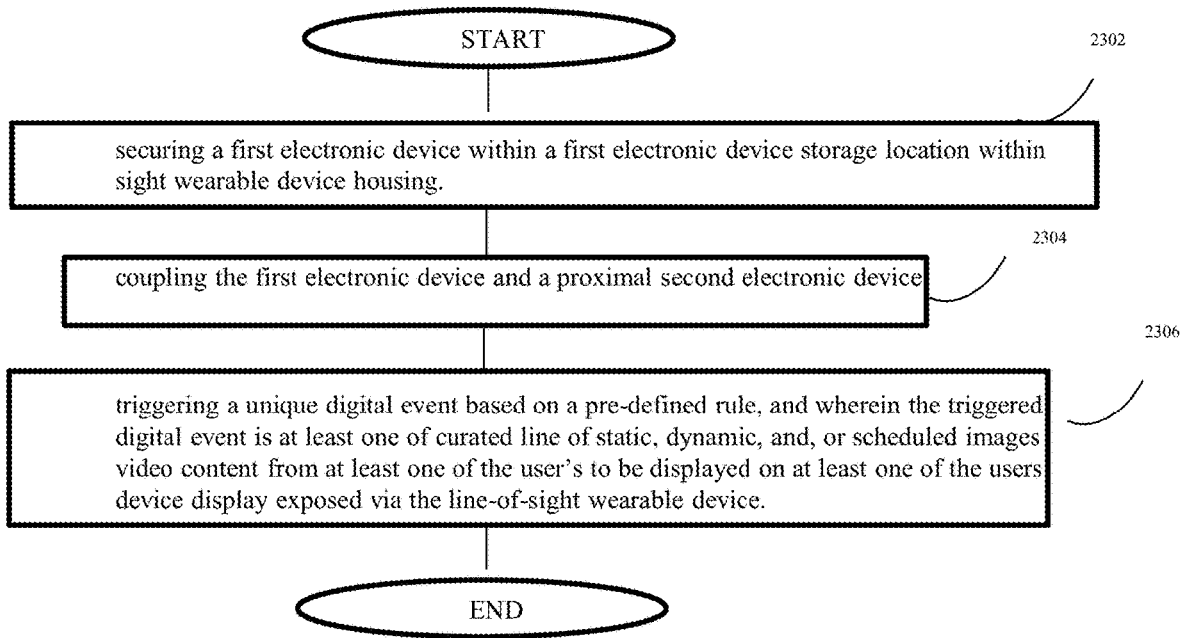 START
2302
securing a first electronic device within a first electronic device storage location within
sight wearable device housing.
2304
coupling the first electronic device and a proximal second electronic device
2306
triggering a unique digital event based on a pre-defined rule, and wherein the triggered
digital event is at least one of curated line of static, dynamic, and, or scheduled images
video content from at least one of the user's to be displayed on at least one of the users
device display exposed via the line-of-sight wearable device.
END